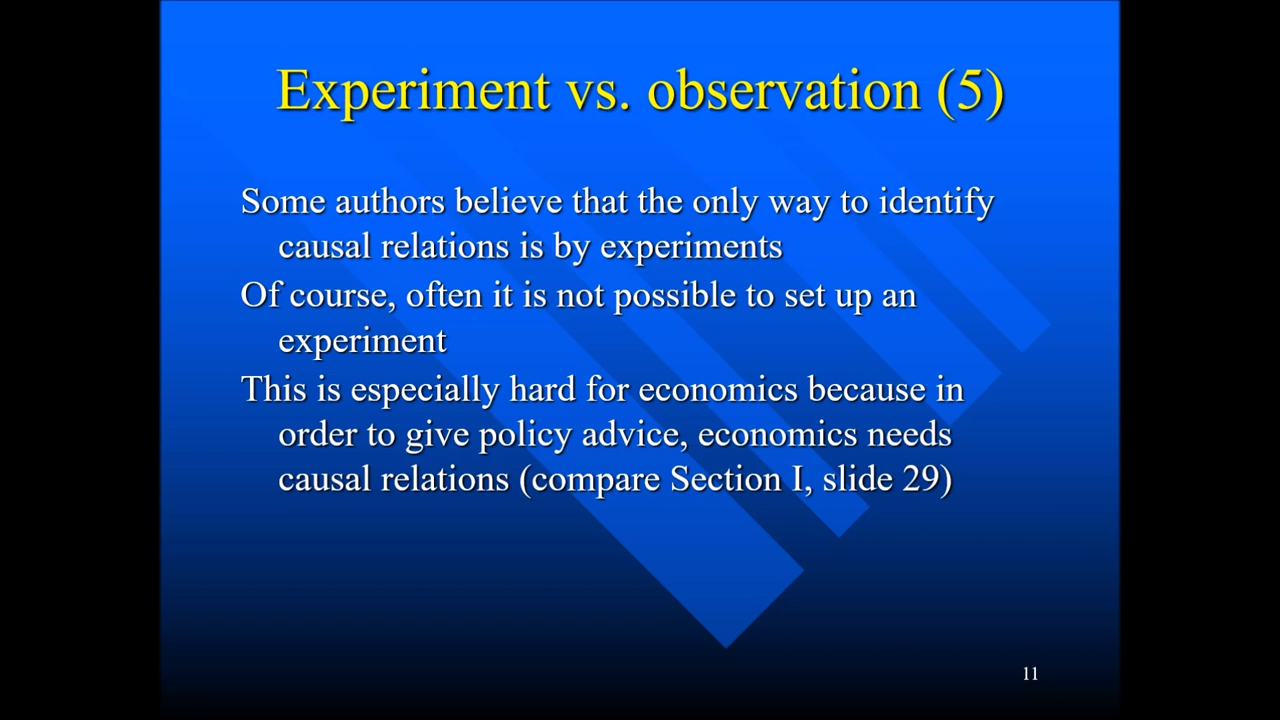 Experiment vs. observation (5)
Some authors believe that the only way to identify
causal relations is by experiments
Of course, often it is not possible to set up an
experiment
This is especially hard for economics because in
order to give policy advice, economics needs
causal relations (compare Section I, slide 29)
11